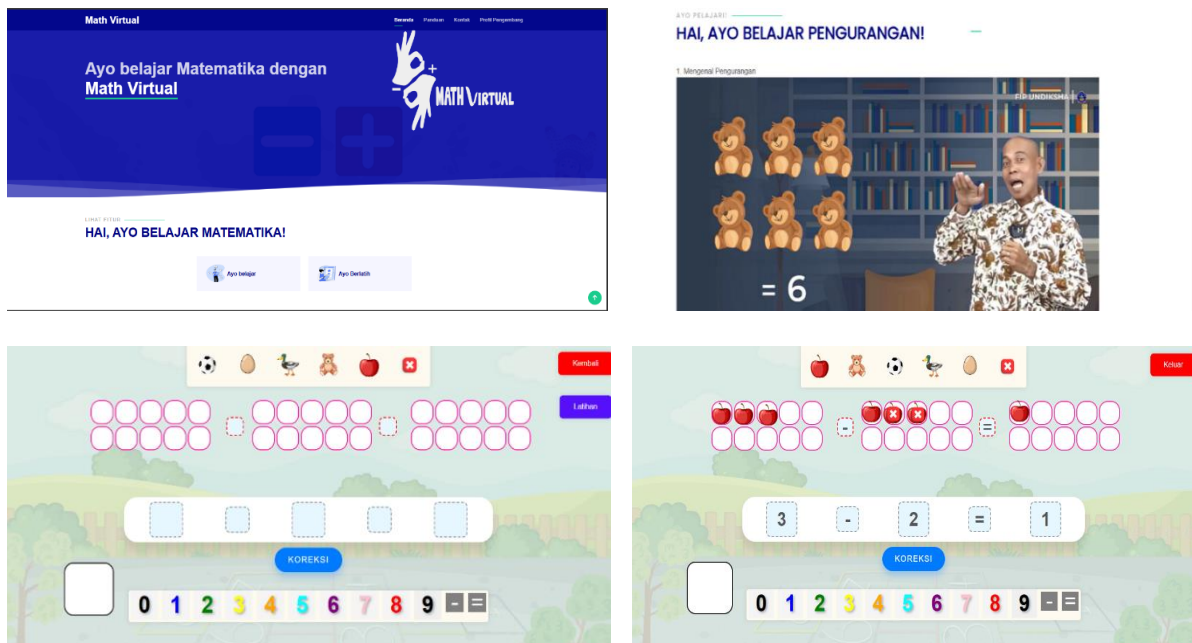 Math Virtual
Beranda Panduan Kontak Profil Pengembang
Ayo belajar Matematika dengan
Math Virtual
MATH VIRTUAL
LIHAT FITUR
HAI, AYO BELAJAR MATEMATIKA!
Ayo belajar
Ayo Berlatih
AYO PELAJARI!
HAI, AYO BELAJAR PENGURANGAN!
1. Mengenal Pengurangan
FIP UNDIKSHA
= 6
Kembali
Latihan
KOREKSI
0 1 2 3 4 5 6 7 8 9 - =
Keluar
- =
3 - 2 = 1
KOREKSI
0 1 2 3 4 5 6 7 8 9 - =